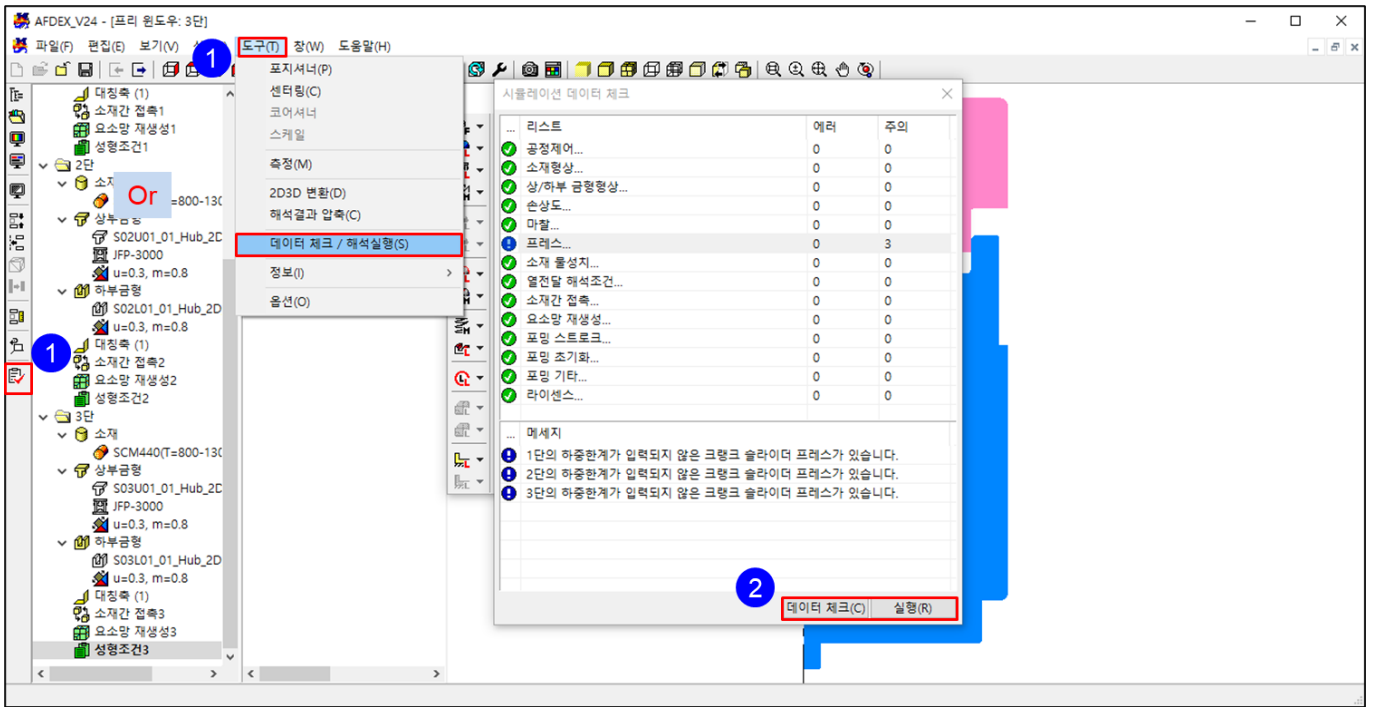 AFDEX_V24 - [프리 윈도우: 3단]
파일(F) 편집(E) 보기(V) 도구(T) 창(W) 도움말(H)
1
포지셔너(P)
센터링(C)
코어셔너
스케일
측정(M)
2D3D 변환(D)
해석결과 압축(C)
데이터 체크 / 해석실행(S)
정보(I)
옵션(O)
대칭축 (1)
소재간 접촉1
요소망 재생성1
성형조건1
2단
Or
=800-130
S02U01_01_Hub_2D
JFP-3000
u=0.3, m=0.8
하부금형
S02L01_01_Hub_2D
u=0.3, m=0.8
1
대칭축 (1)
소재간 접촉2
요소망 재생성2
성형조건2
3단
소재
SCM440(T=800-130
상부금형
S03U01_01_Hub_2D
JFP-3000
u=0.3, m=0.8
하부금형
S03L01_01_Hub_2D
u=0.3, m=0.8
대칭축 (1)
소재간 접촉3
요소망 재생성3
성형조건3
시뮬레이션 데이터 체크
... 리스트 에러 주의
공정제어... 0 0
소재형상... 0 0
상/하부 금형형상... 0 0
손상도... 0 0
마찰... 0 0
프레스... 0 3
소재 물성치... 0 0
열전달 해석조건... 0 0
소재간 접촉... 0 0
요소망 재생성... 0 0
포밍 스트로크... 0 0
포밍 초기화... 0 0
포밍 기타... 0 0
라이센스... 0 0
... 메세지
1단의 하중한계가 입력되지 않은 크랭크 슬라이더 프레스가 있습니다.
2단의 하중한계가 입력되지 않은 크랭크 슬라이더 프레스가 있습니다.
3단의 하중한계가 입력되지 않은 크랭크 슬라이더 프레스가 있습니다.
2
데이터 체크(C) 실행(R)